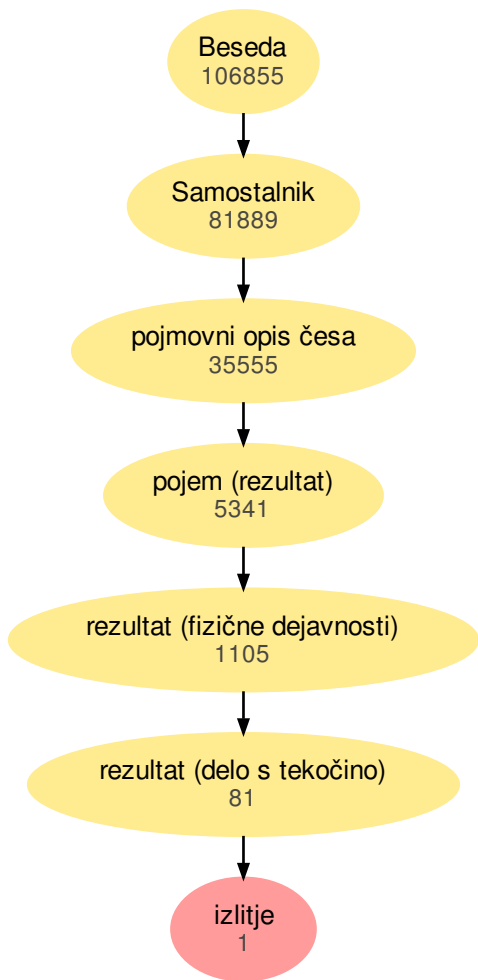 Beseda
106855
Samostalnik
81889
pojmovni opis česa
35555
pojem (rezultat)
5341
rezultat (fizične dejavnosti)
1105
rezultat (delo s tekočino)
81
izlitje
1